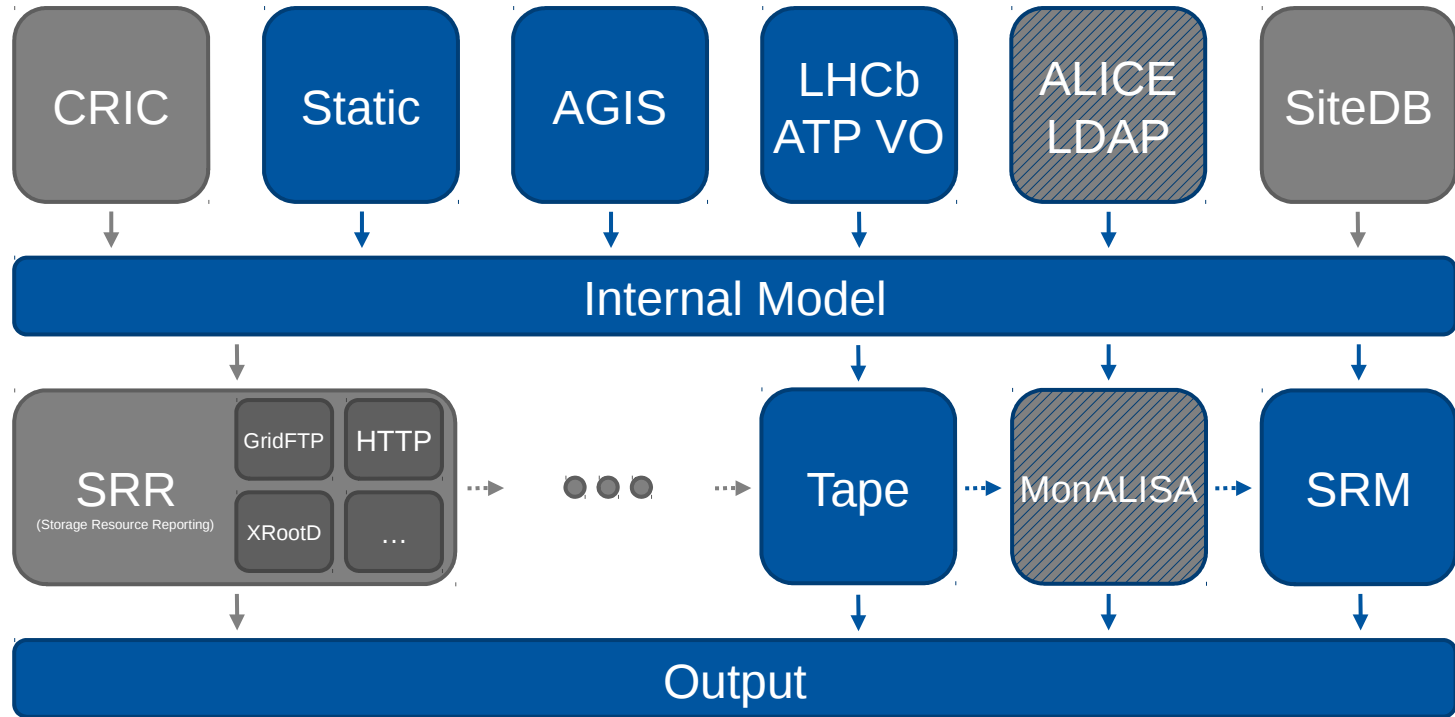 CRIC
Static
AGIS
LHCb
ATP VO
ALICE
LDAP
SiteDB
Internal Model
SRR
(Storage Resource Reporting)
GridFTP
HTTP
XRootD
...
Tape
MonALISA
SRM
Output